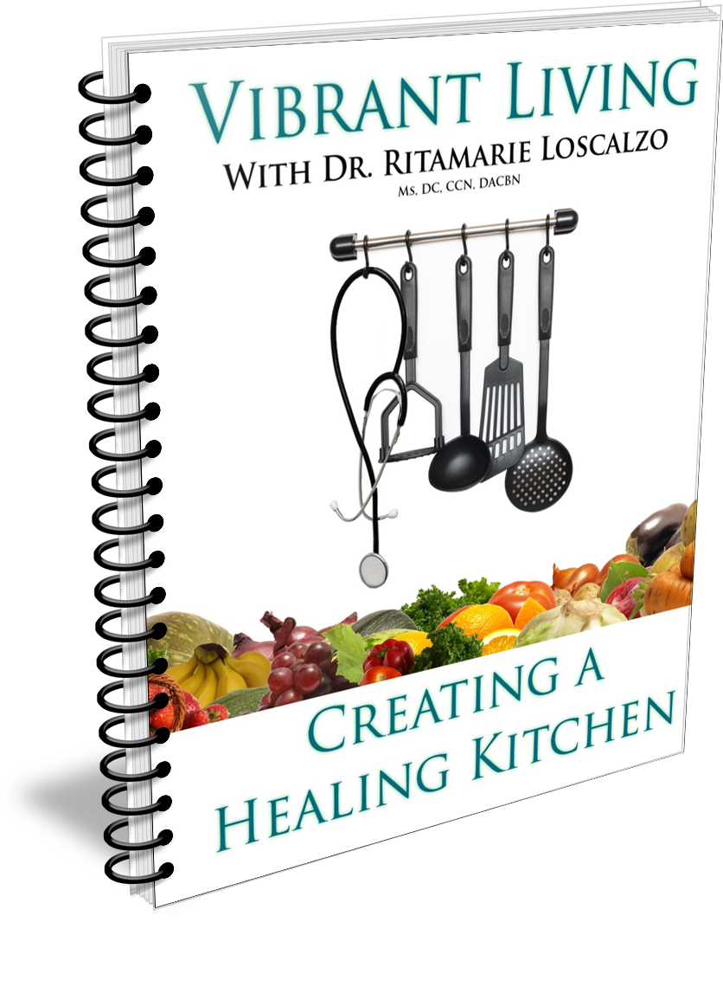 VIBRANT LIVING
WITH DR. RITAMARIE LOSCALZO
MS, DC, CCN, DACBN
CREATING A
HEALING KITCHEN